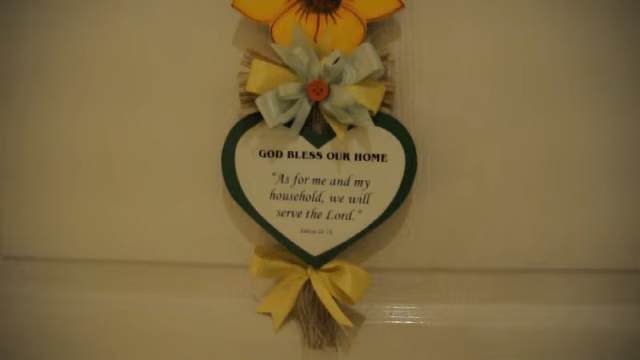 GOD BLESS OUR HOME
"As for me and my
household, we will
serve the Lord."